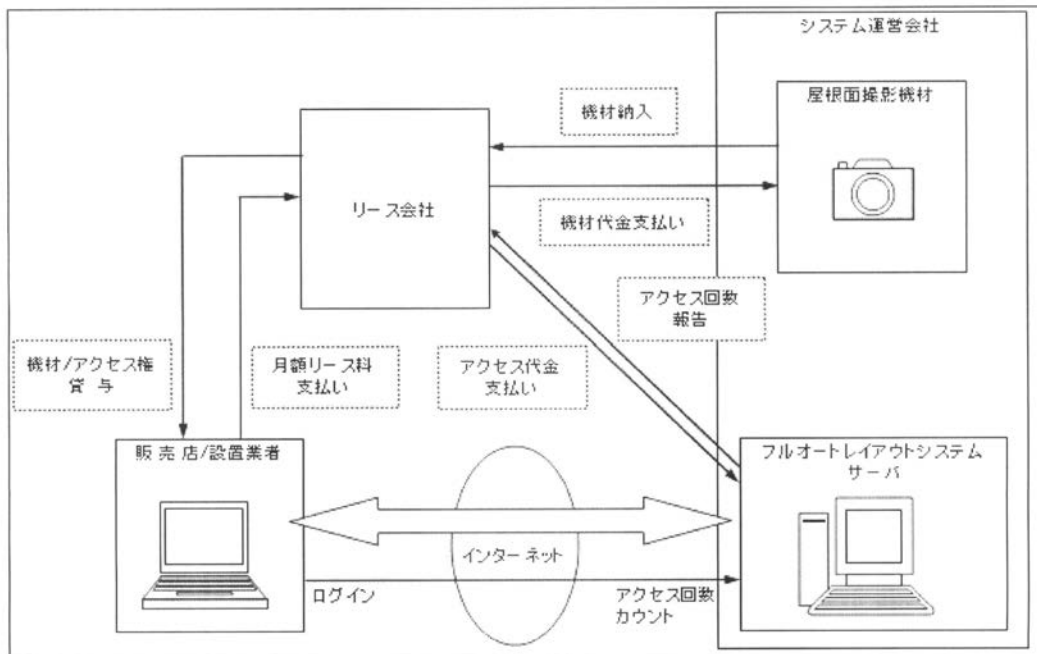 システム運営会社
屋根面撮影機材
機材納入
リース会社
機材代金支払い
アクセス回数
報告
機材/アクセス権
貸 与
月額リース料
支払い
アクセス代金
支払い
販売店/設置業者
フルオートレイアウトシステム
サーバ
インターネット
ログイン
アクセス回数
カウント